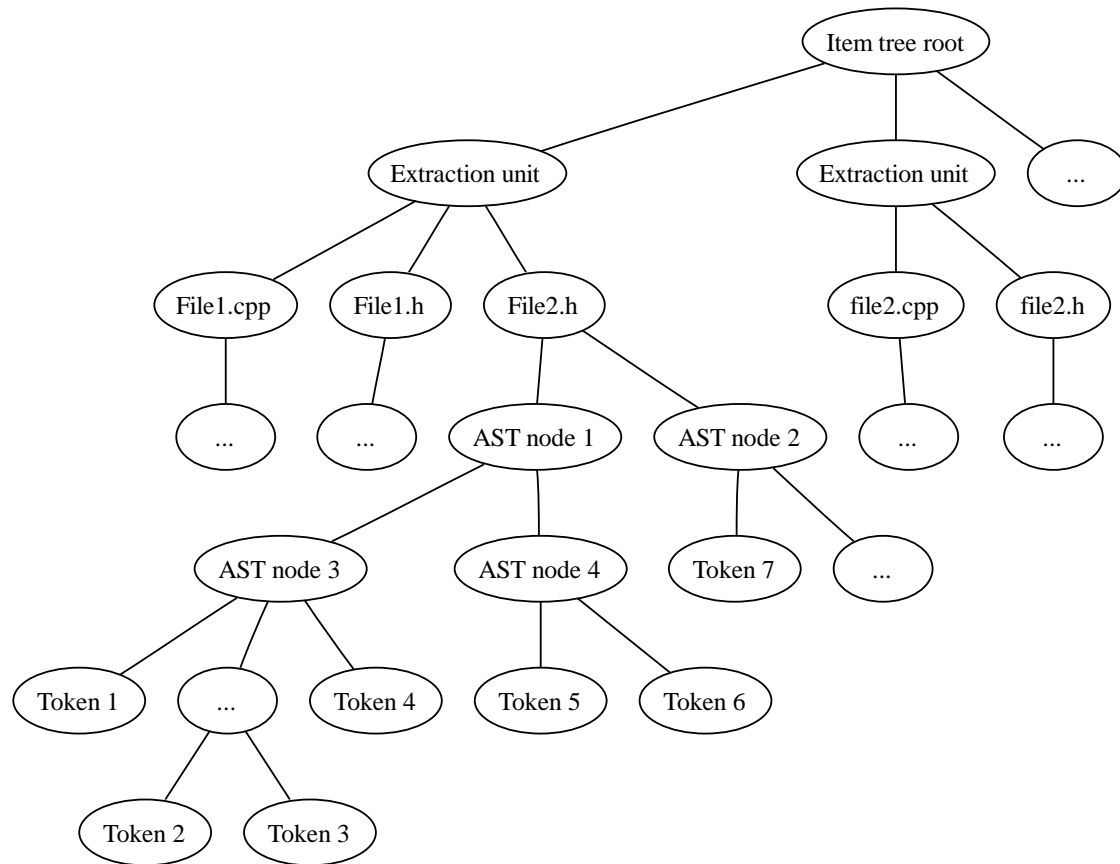 Item tree root
Extraction unit
Extraction unit
...
File1.cpp
File1.h
File2.h
file2.cpp
file2.h
...
...
AST node 1
AST node 2
...
...
AST node 3
AST node 4
Token 7
...
Token 1
...
Token 4
Token 5
Token 6
Token 2
Token 3